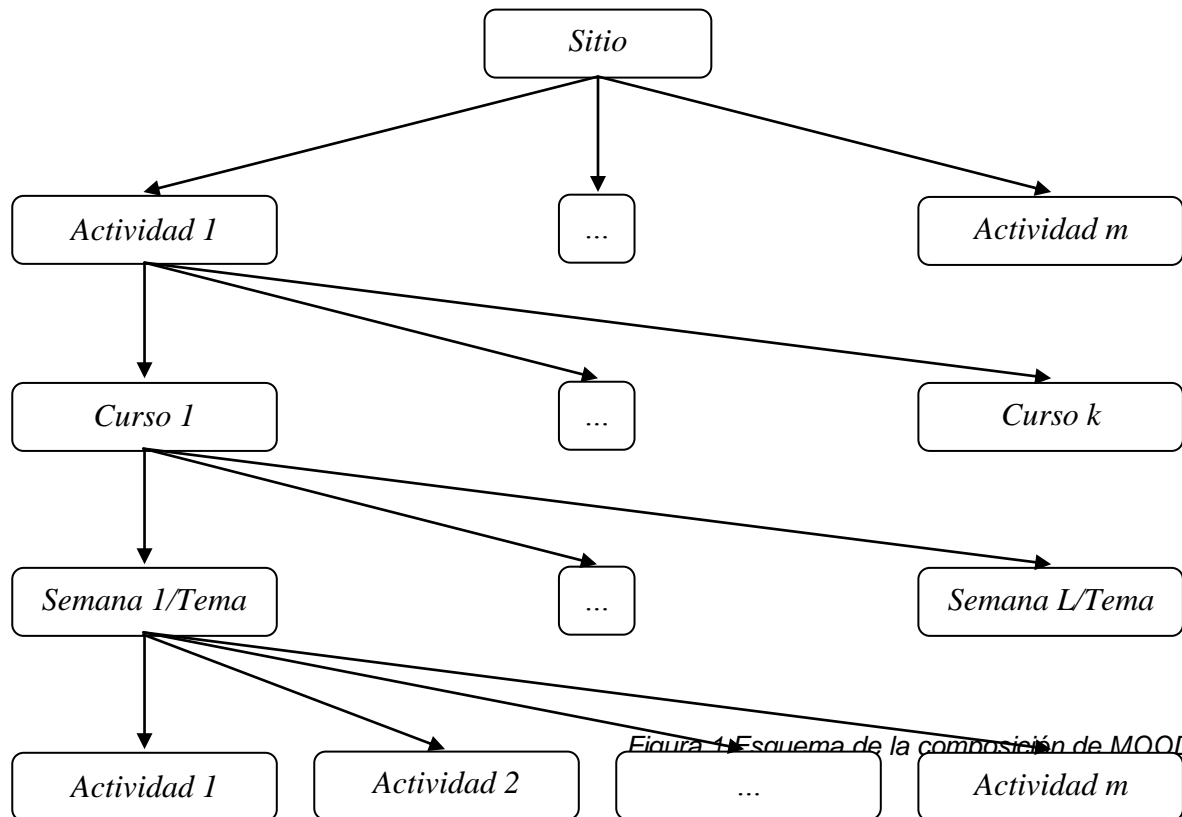 Sitio
Actividad 1
...
Actividad m
Curso 1
...
Curso k
Semana 1/Tema
...
Semana L/Tema
Figura 1 Esquema de la composición de MOOD
Actividad 1
Actividad 2
...
Actividad m